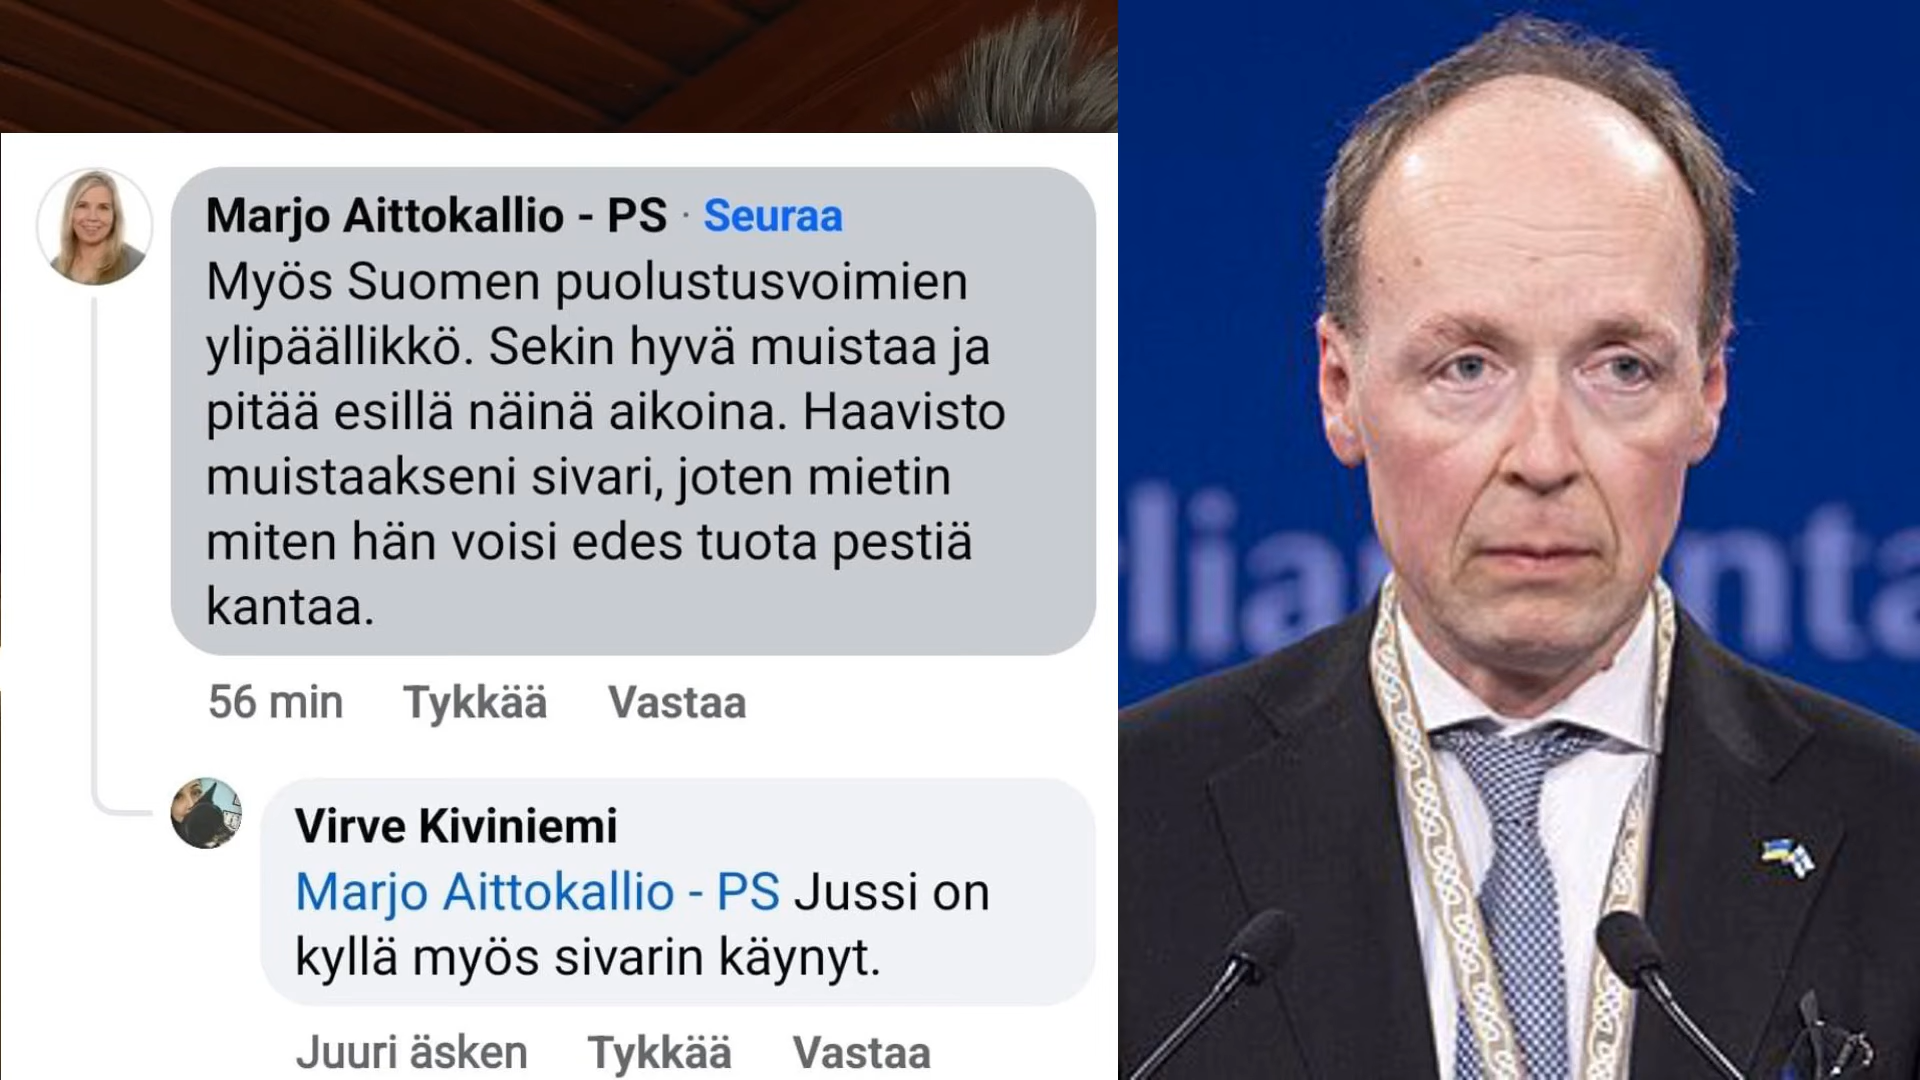 Marjo Aittokallio - PS · Seuraa
Myös Suomen puolustusvoimien
ylipäällikkö. Sekin hyvä muistaa ja
pitää esillä näinä aikoina. Haavisto
muistaakseni sivari, joten mietin
miten hän voisi edes tuota pestiä
kantaa.
56 min Tykkää Vastaa
Virve Kiviniemi
Marjo Aittokallio - PS Jussi on
kyllä myös sivarin käynyt.
Juuri äsken Tykkää Vastaa